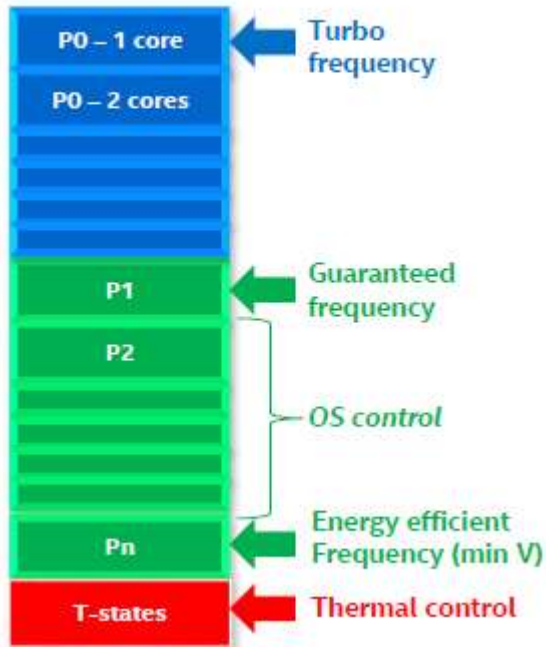 P0 – 1 core
Turbo
frequency
P0 – 2 cores
P1
Guaranteed
frequency
P2
OS control
Pn
Energy efficient
Frequency (min V)
T-states
Thermal control